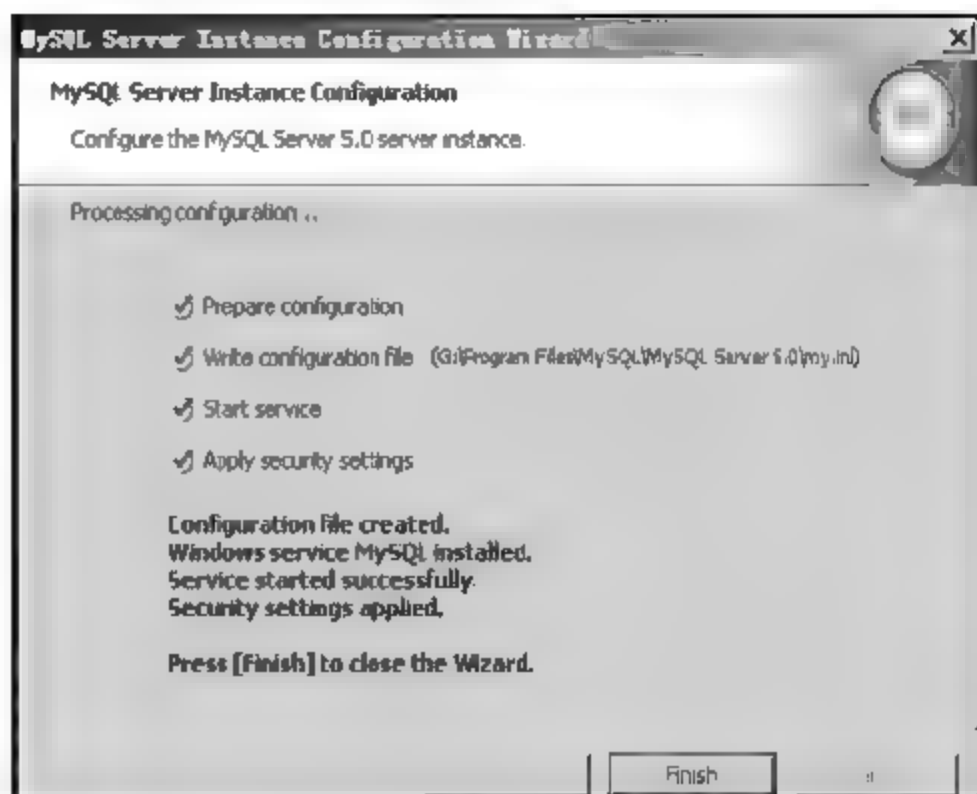 MySQL Server Instance Configuration Wizard
MySQL Server Instance Configuration
Configure the MySQL Server 5.0 server instance.
Processing configuration ..
Prepare configuration
Write configuration file (G:\Program Files\MySQL\MySQL Server 5.0\my.ini)
Start service
Apply security settings
Configuration file created.
Windows service MySQL installed.
Service started successfully.
Security settings applied.
Press [Finish] to close the Wizard.
Finish